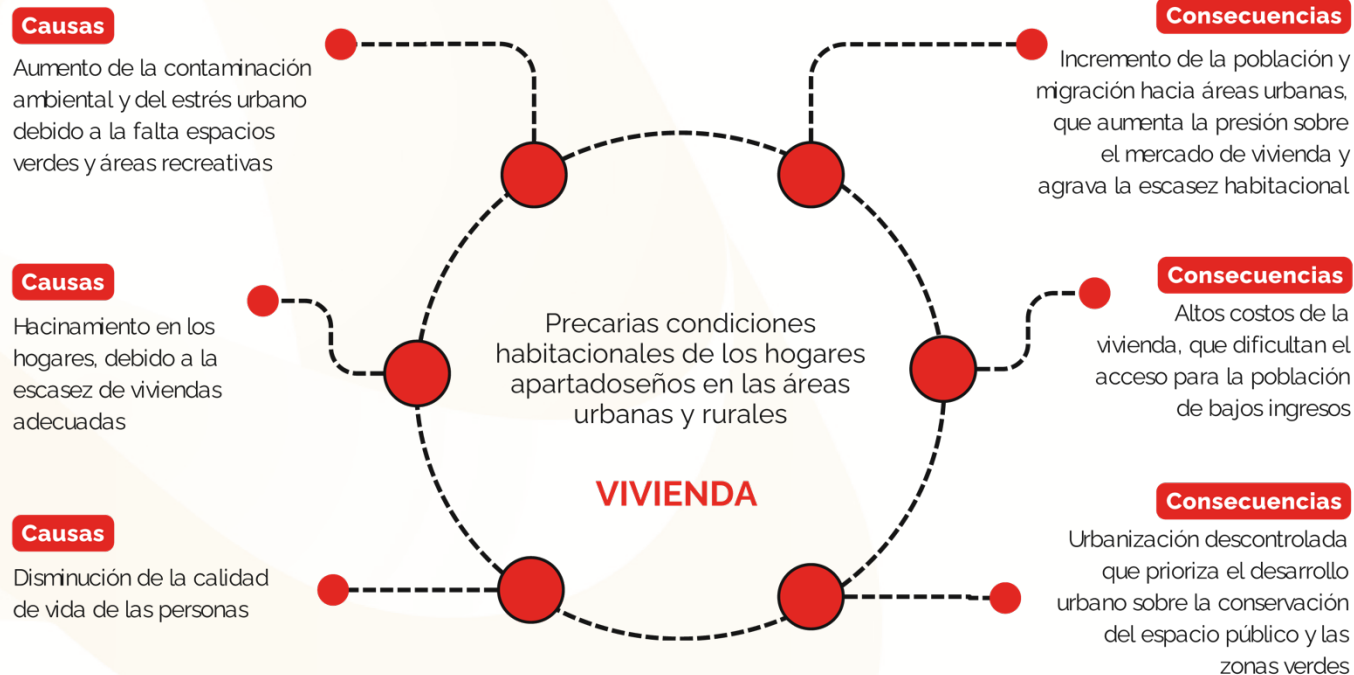 Causas
Aumento de la contaminación
ambiental y del estrés urbano
debido a la falta espacios
verdes y áreas recreativas
Causas
Hacinamiento en los
hogares, debido a la
escasez de viviendas
adecuadas
Causas
Disminución de la calidad
de vida de las personas
Precarias condiciones
habitacionales de los hogares
apartadoseños en las áreas
urbanas y rurales
VIVIENDA
Consecuencias
Incremento de la población y
migración hacia áreas urbanas,
que aumenta la presión sobre
el mercado de vivienda y
agrava la escasez habitacional
Consecuencias
Altos costos de la
vivienda, que dificultan el
acceso para la población
de bajos ingresos
Consecuencias
Urbanización descontrolada
que prioriza el desarrollo
urbano sobre la conservación
del espacio público y las
zonas verdes